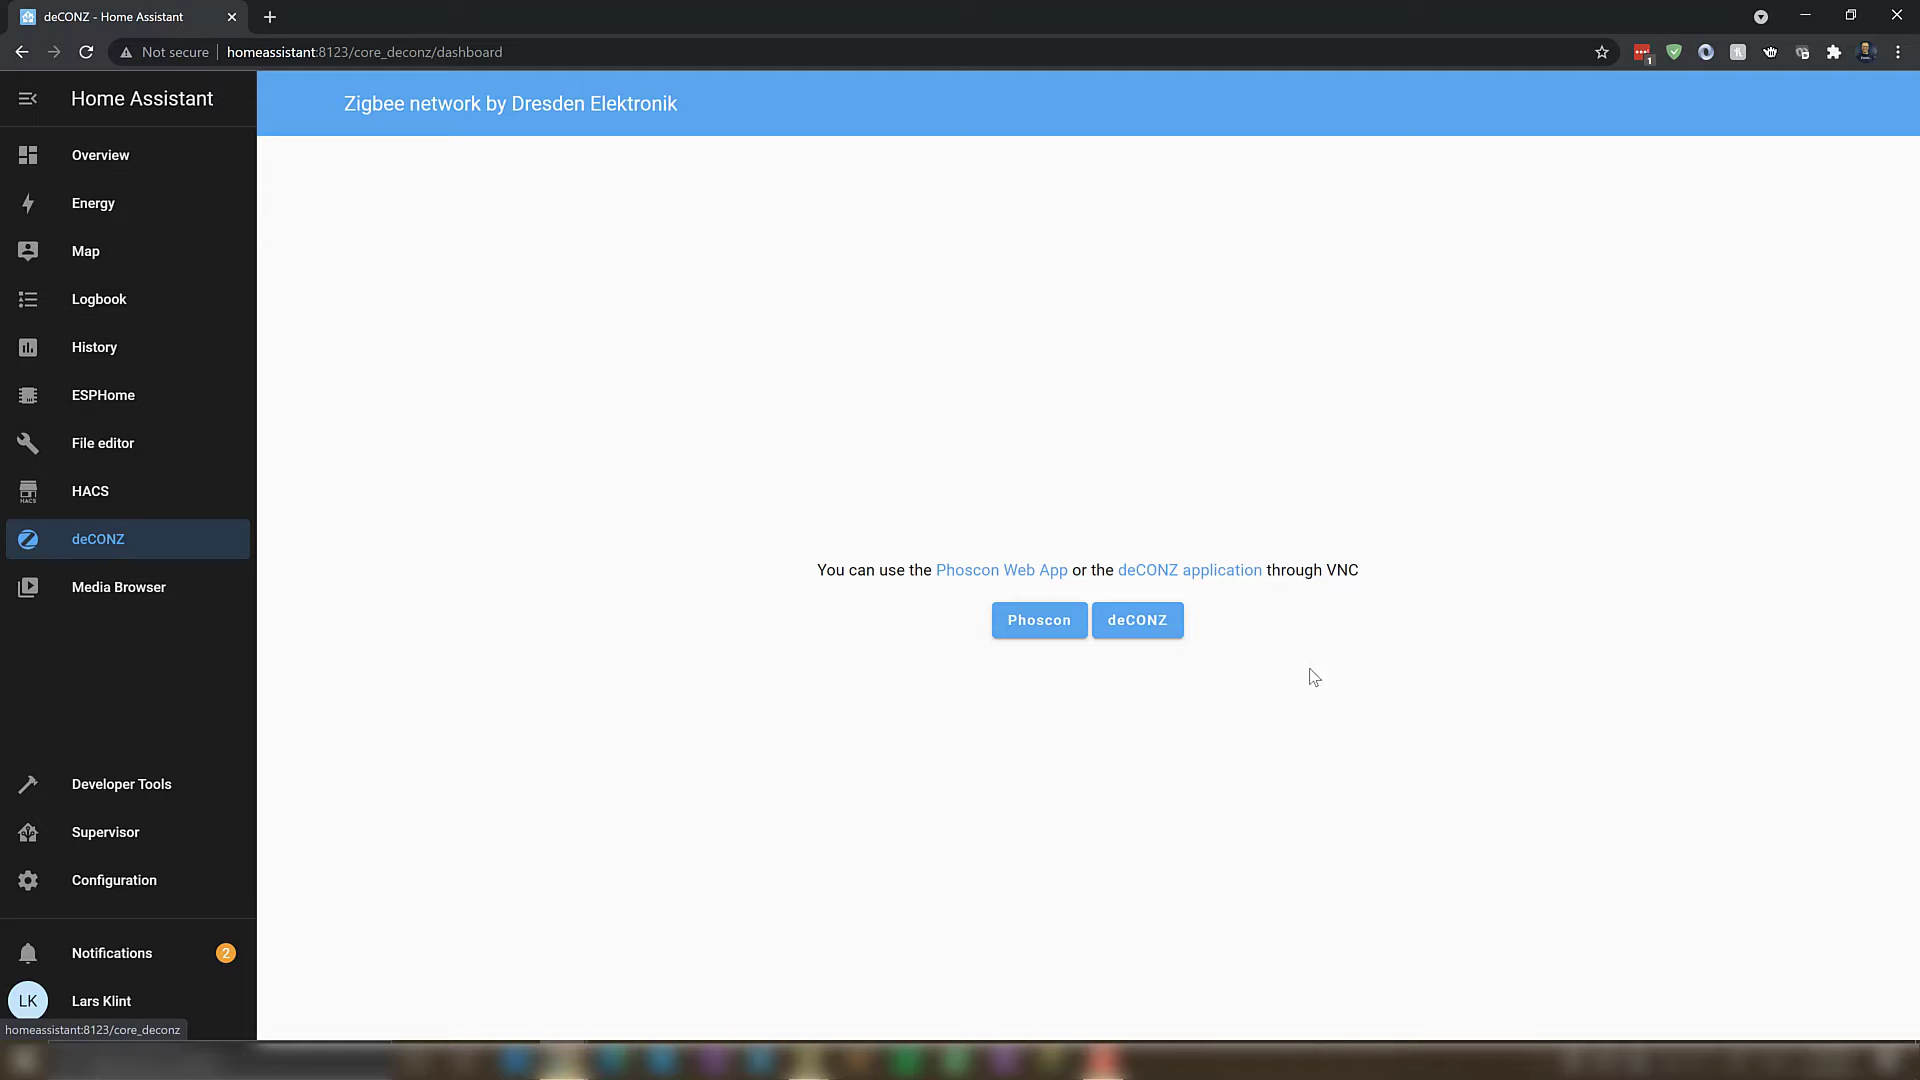 deCONZ - Home Assistant
Not secure
homeassistant:8123/core_deconz/dashboard
1
Home Assistant
Zigbee network by Dresden Elektronik
Overview
Energy
Map
Logbook
History
ESPHome
File editor
HACS
HACS
deCONZ
Media Browser
You can use the Phoscon Web App or the deCONZ application through VNC
Phoscon
deCONZ
Developer Tools
Supervisor
Configuration
Notifications
2
LK
Lars Klint
homeassistant:8123/core_deconz